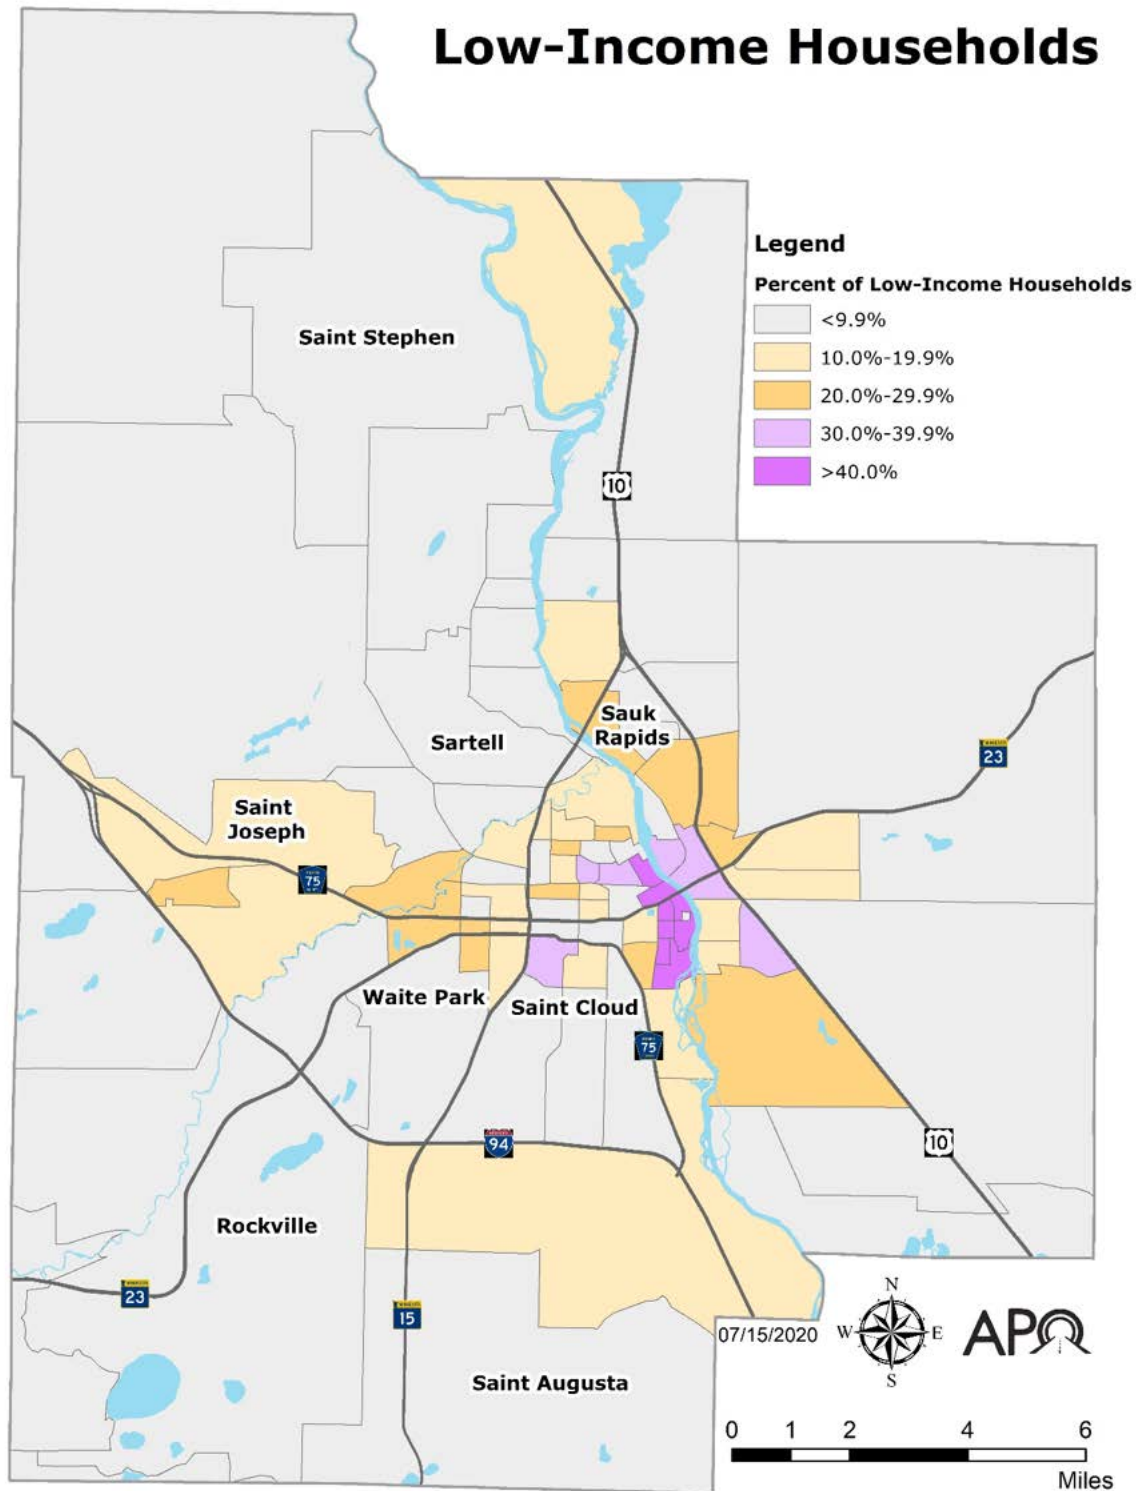 Low-Income Households
Legend
Percent of Low-Income Households
<9.9%
10.0%-19.9%
20.0%-29.9%
30.0%-39.9%
>40.0%
Saint Stephen
10
Sauk
Rapids
Sartell
23
Saint
Joseph
75
Waite Park
Saint Cloud
75
94
10
Rockville
23
15
Saint Augusta
07/15/2020
N
W
E
S
APO
0 1 2 4 6
Miles